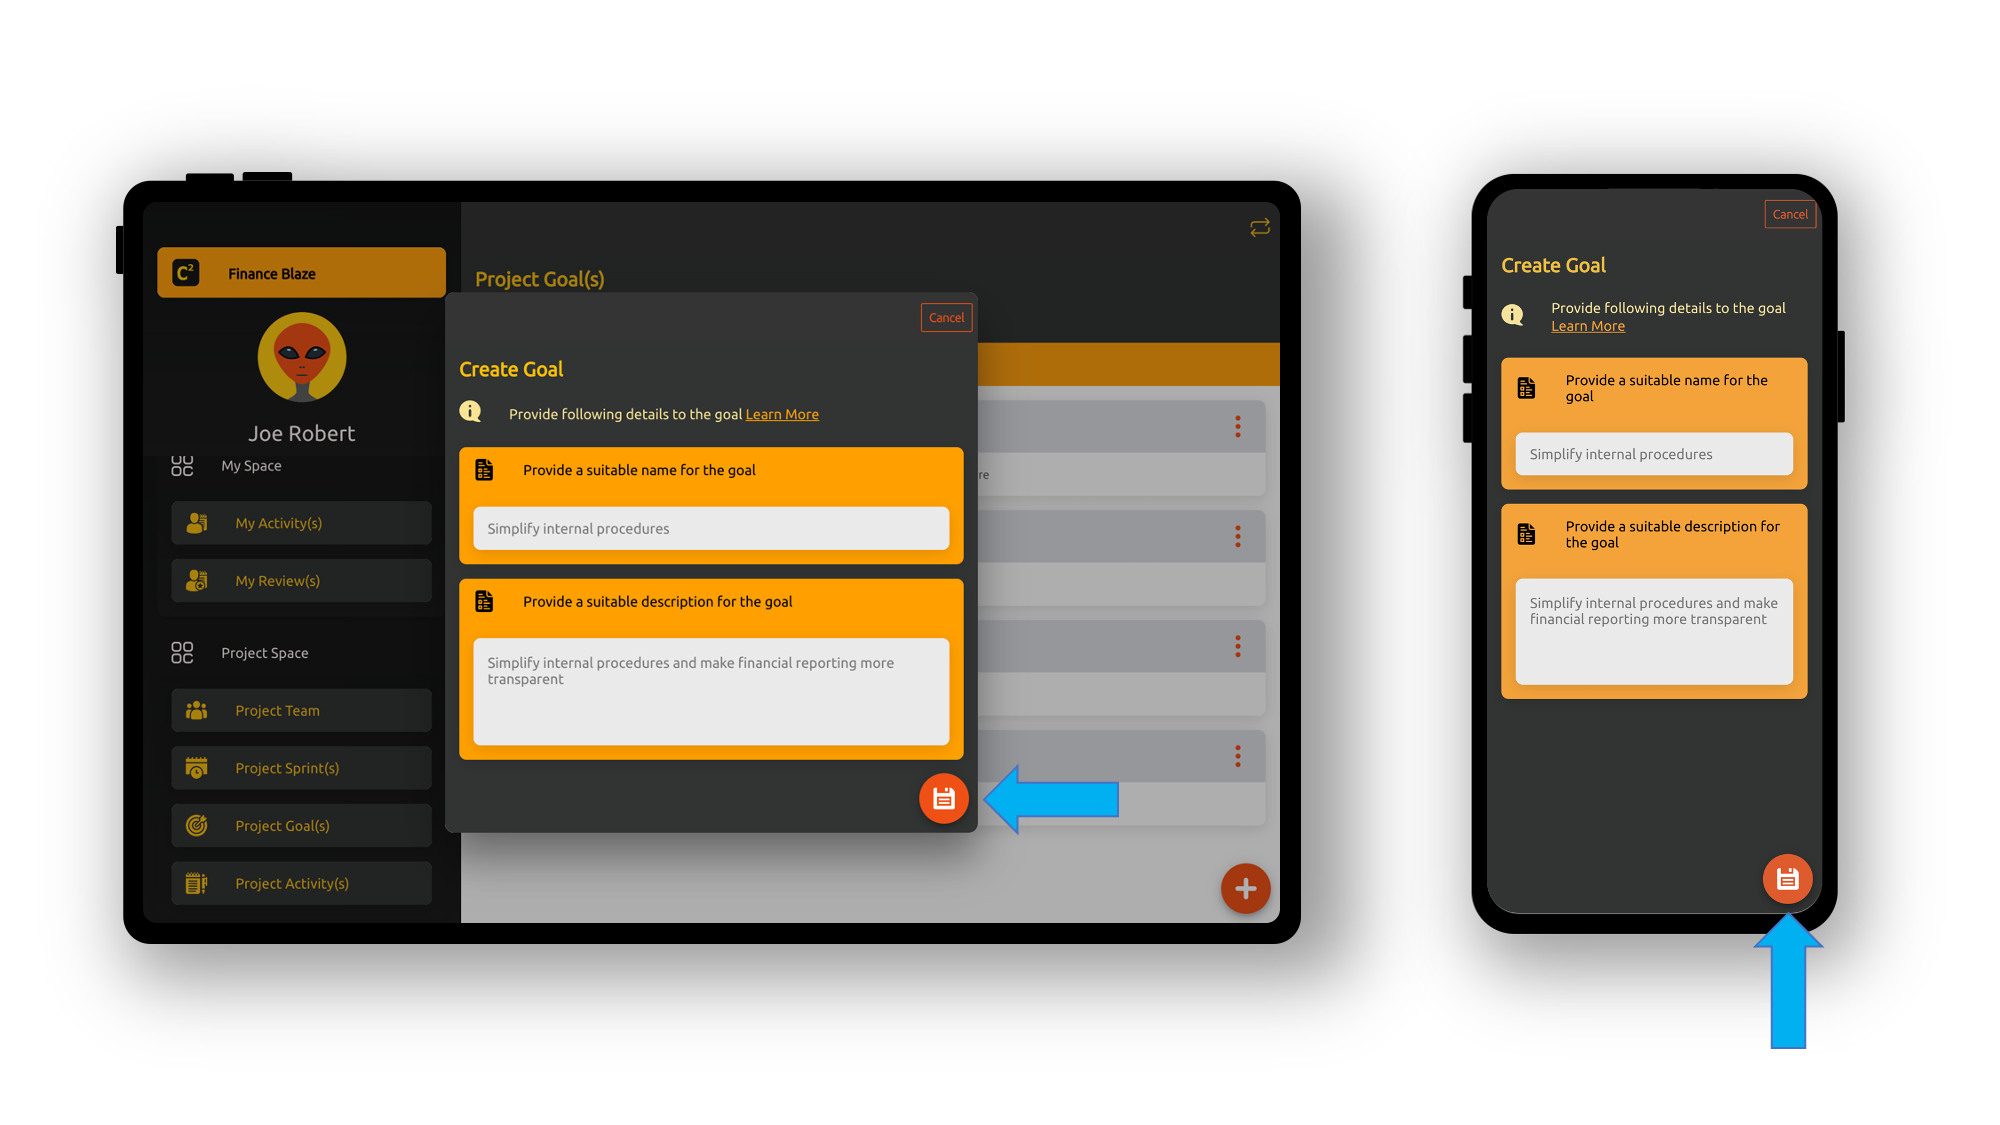 C²
Finance Blaze
Joe Robert
My Space
My Activity(s)
My Review(s)
Project Space
Project Team
Project Sprint(s)
Project Goal(s)
Project Activity(s)
Project Goal(s)
Cancel
Create Goal
Provide following details to the goal Learn More
Provide a suitable name for the goal
Simplify internal procedures
Provide a suitable description for the goal
Simplify internal procedures and make financial reporting more
transparent
Cancel
Create Goal
Provide following details to the goal
Learn More
Provide a suitable name for the
goal
Simplify internal procedures
Provide a suitable description for
the goal
Simplify internal procedures and make
financial reporting more transparent